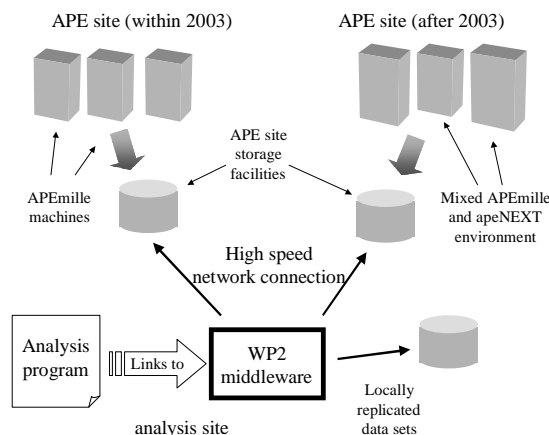 APE site (within 2003)
APE site (after 2003)
APE site
storage
facilities
APEmille
machines
Mixed APEmille
and apeNEXT
environment
High speed
network connection
Analysis
program
Links to
WP2
middleware
Locally
replicated
data sets
analysis site